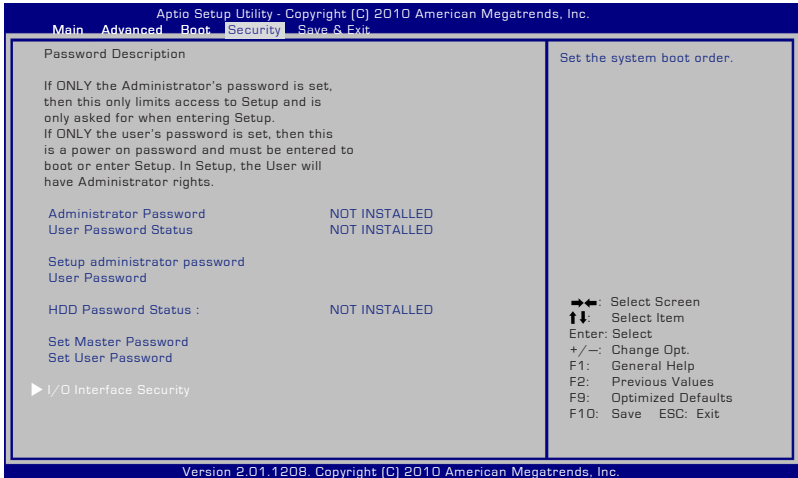 Aptio Setup Utility - Copyright (C) 2010 American Megatrends, Inc.
Main Advanced Boot Security Save & Exit
Password Description
If ONLY the Administrator's password is set,
then this only limits access to Setup and is
only asked for when entering Setup.
If ONLY the user's password is set, then this
is a power on password and must be entered to
boot or enter Setup. In Setup, the User will
have Administrator rights.
Administrator Password NOT INSTALLED
User Password Status NOT INSTALLED
Setup administrator password
User Password
HDD Password Status : NOT INSTALLED
Set Master Password
Set User Password
I/O Interface Security
Set the system boot order.
→←: Select Screen
↑↓: Select Item
Enter: Select
+/—: Change Opt.
F1: General Help
F2: Previous Values
F9: Optimized Defaults
F10: Save ESC: Exit
Version 2.01.1208. Copyright (C) 2010 American Megatrends, Inc.